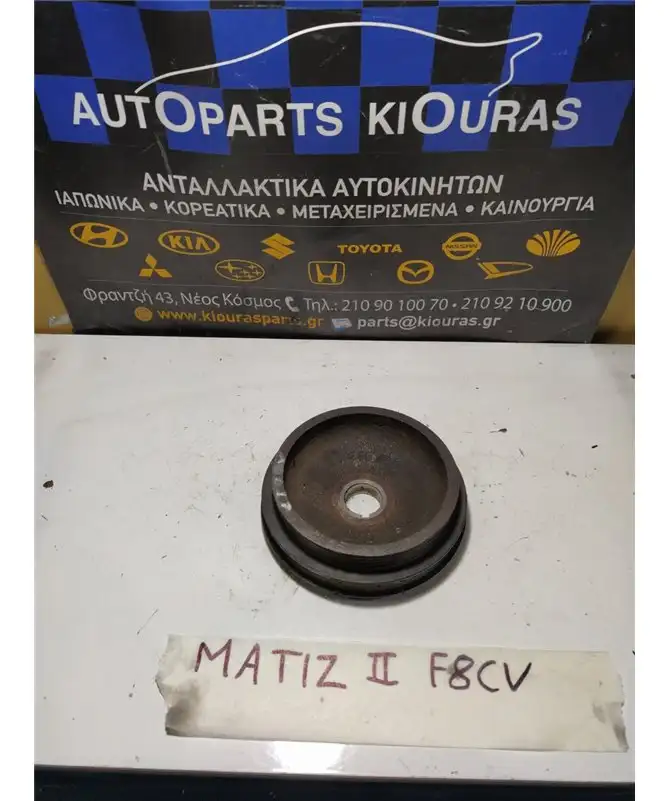 AUTOPARTS KIOURAS
ΑΝΤΑΛΛΑΚΤΙΚΑ ΑΥΤΟΚΙΝΗΤΩΝ
ΙΑΠΩΝΙΚΑ • ΚΟΡΕΑΤΙΚΑ • ΜΕΤΑΧΕΙΡΙΣΜΕΝΑ • ΚΑΙΝΟΥΡΓΙΑ
KIA TOYOTA NISSAN
Φραντζή 43, Νέος Κόσμος Τηλ.: 210 90 100 70 • 210 92 10 900
www.kiourasparts.gr parts@kiouras.gr
MATIZ II F8CV